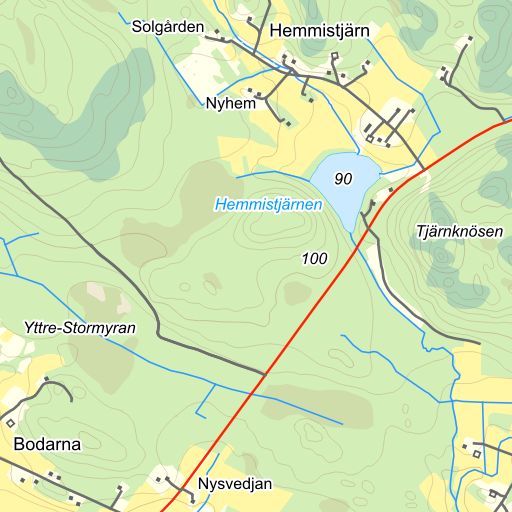 Solgården
Hemmistjärn
Nyhem
90
Hemmistjärnen
Tjärnknösen
100
Yttre-Stormyran
Bodarna
Nysvedjan